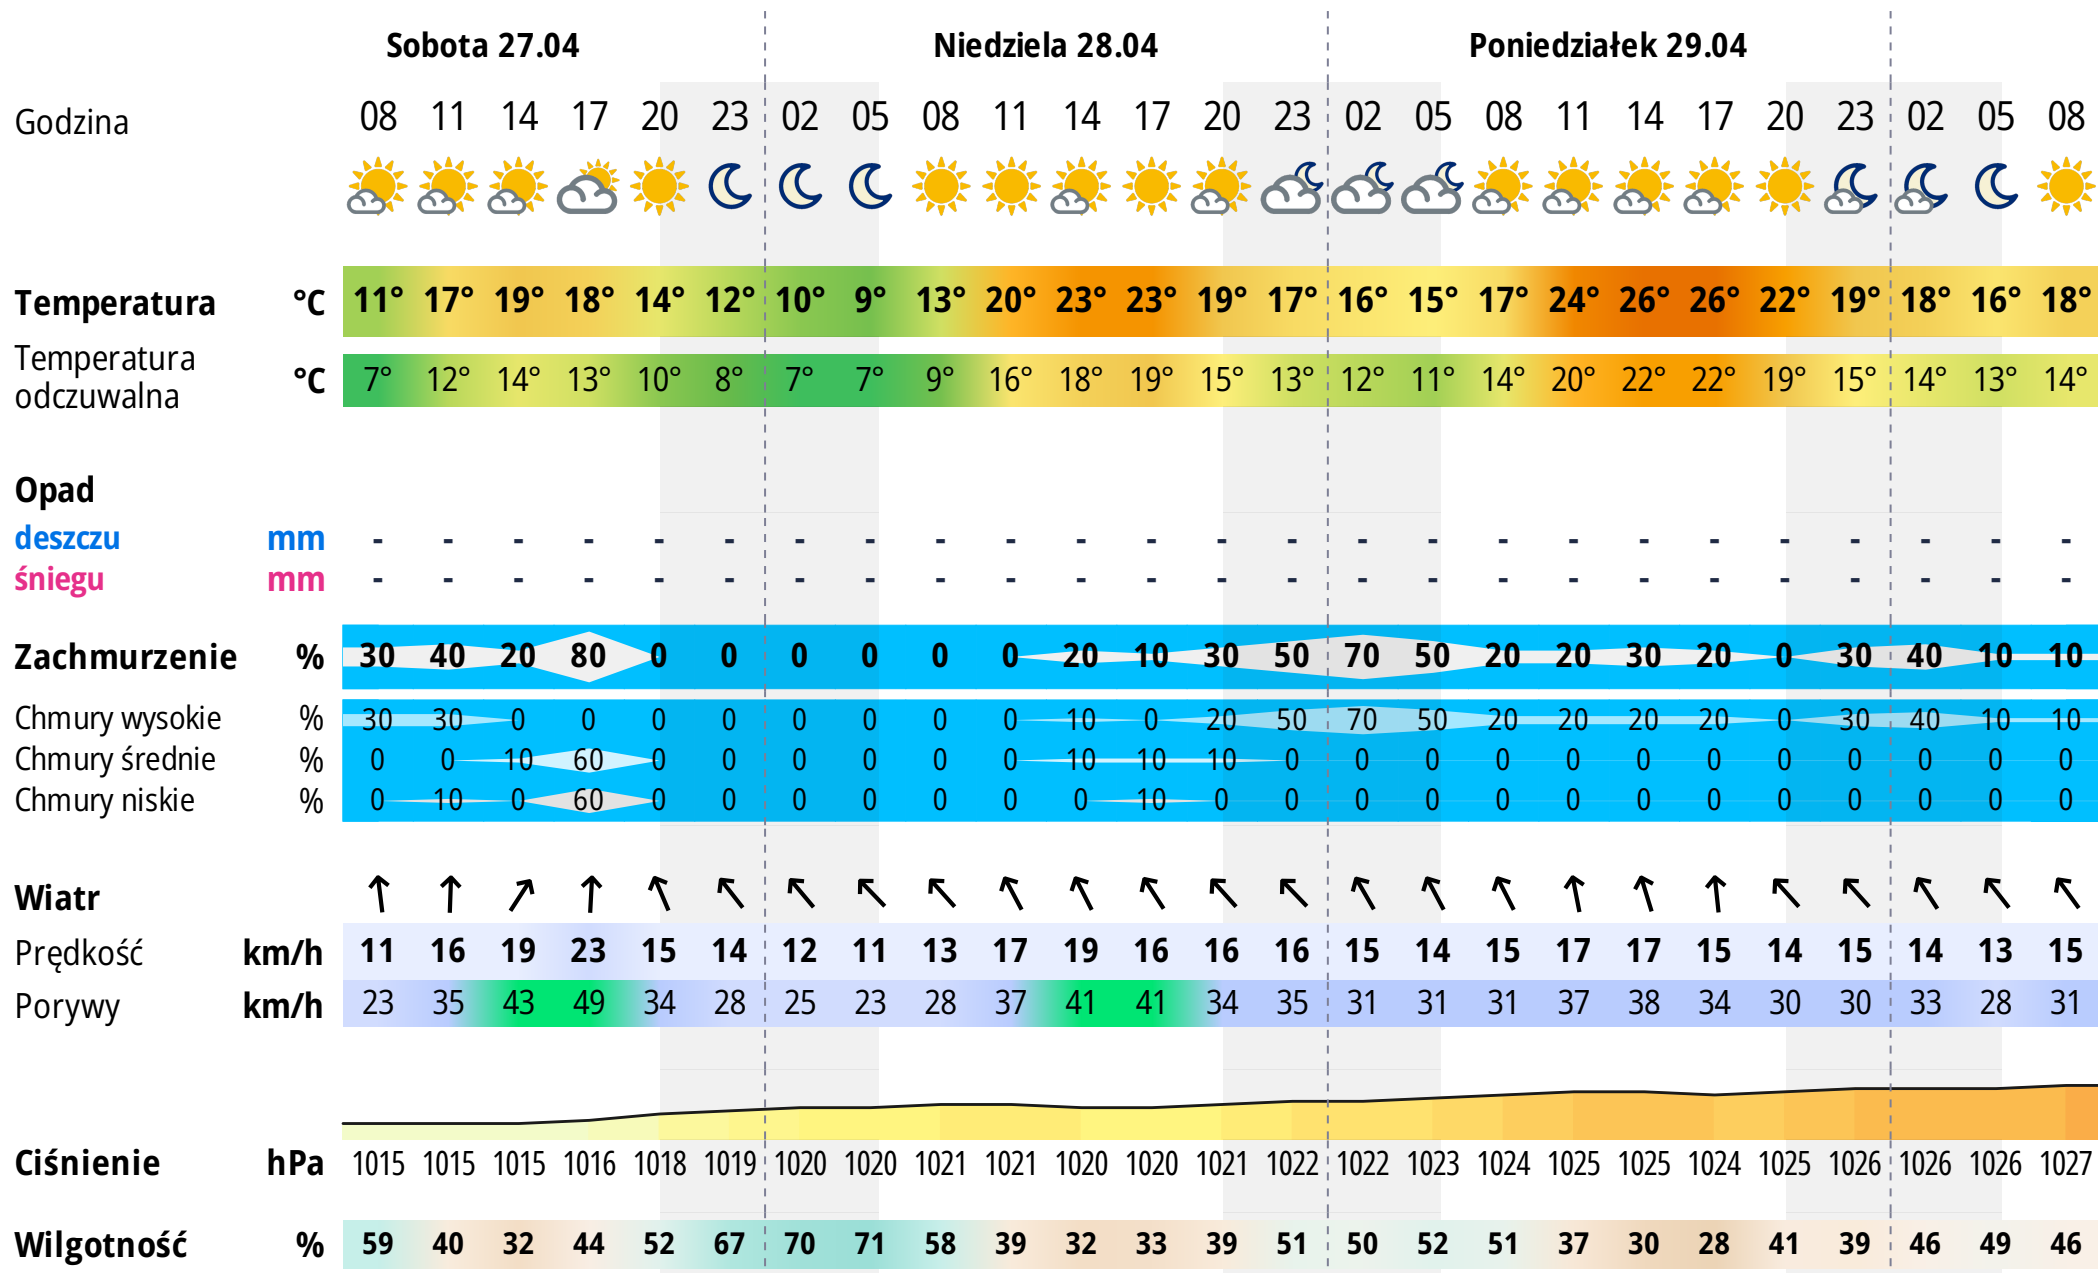 Sobota 27.04 Niedziela 28.04 Poniedziałek 29.04
Godzina 08 11 14 17 20 23 02 05 08 11 14 17 20 23 02 05 08 11 14 17 20 23 02 05 08
Temperatura °C 11° 17° 19° 18° 14° 12° 10° 9° 13° 20° 23° 23° 19° 17° 16° 15° 17° 24° 26° 26° 22° 19° 18° 16° 18°
Temperatura
odczuwalna °C 7° 12° 14° 13° 10° 8° 7° 7° 9° 16° 18° 19° 15° 13° 12° 11° 14° 20° 22° 22° 19° 15° 14° 13° 14°
Opad
deszczu mm - - - - - - - - - - - - - - - - - - - - - - - - -
śniegu mm - - - - - - - - - - - - - - - - - - - - - - - - -
Zachmurzenie % 30 40 20 80 0 0 0 0 0 0 20 10 30 50 70 50 20 20 30 20 0 30 40 10 10
Chmury wysokie % 30 30 0 0 0 0 0 0 0 0 10 0 20 50 70 50 20 20 20 20 0 30 40 10 10
Chmury średnie % 0 0 10 60 0 0 0 0 0 0 10 10 10 0 0 0 0 0 0 0 0 0 0 0 0
Chmury niskie % 0 10 0 60 0 0 0 0 0 0 0 10 0 0 0 0 0 0 0 0 0 0 0 0 0
Wiatr
Prędkość km/h 11 16 19 23 15 14 12 11 13 17 19 16 16 16 15 14 15 17 17 15 14 15 14 13 15
Porywy km/h 23 35 43 49 34 28 25 23 28 37 41 41 34 35 31 31 31 37 38 34 30 30 33 28 31
Ciśnienie hPa 1015 1015 1015 1016 1018 1019 1020 1020 1021 1021 1020 1020 1021 1022 1022 1023 1024 1025 1025 1024 1025 1026 1026 1026 1027
Wilgotność % 59 40 32 44 52 67 70 71 58 39 32 33 39 51 50 52 51 37 30 28 41 39 46 49 46